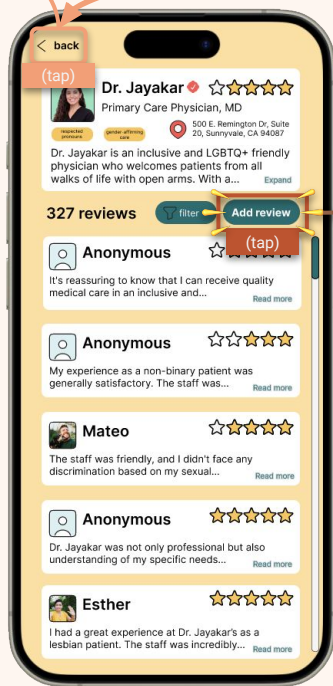 < back
(tap)
Dr. Jayakar
Primary Care Physician, MD
respected
pronouns
gender affirming
care
500 E. Remington Dr, Suite
20, Sunnyvale, CA 94087
Dr. Jayakar is an inclusive and LGBTQ+ friendly
physician who welcomes patients from all
walks of life with open arms. With a... Expand
327 reviews
filter
Add review
(tap)
Anonymous
It's reassuring to know that I can receive quality
medical care in an inclusive and...
Read more
Anonymous
My experience as a non-binary patient was
generally satisfactory. The staff was...
Read more
Mateo
The staff was friendly, and I didn't face any
discrimination based on my sexual...
Read more
Anonymous
Dr. Jayakar was not only professional but also
understanding of my specific needs...
Read more
Esther
I had a great experience at Dr. Jayakar's as a
lesbian patient. The staff was incredibly...
Read more